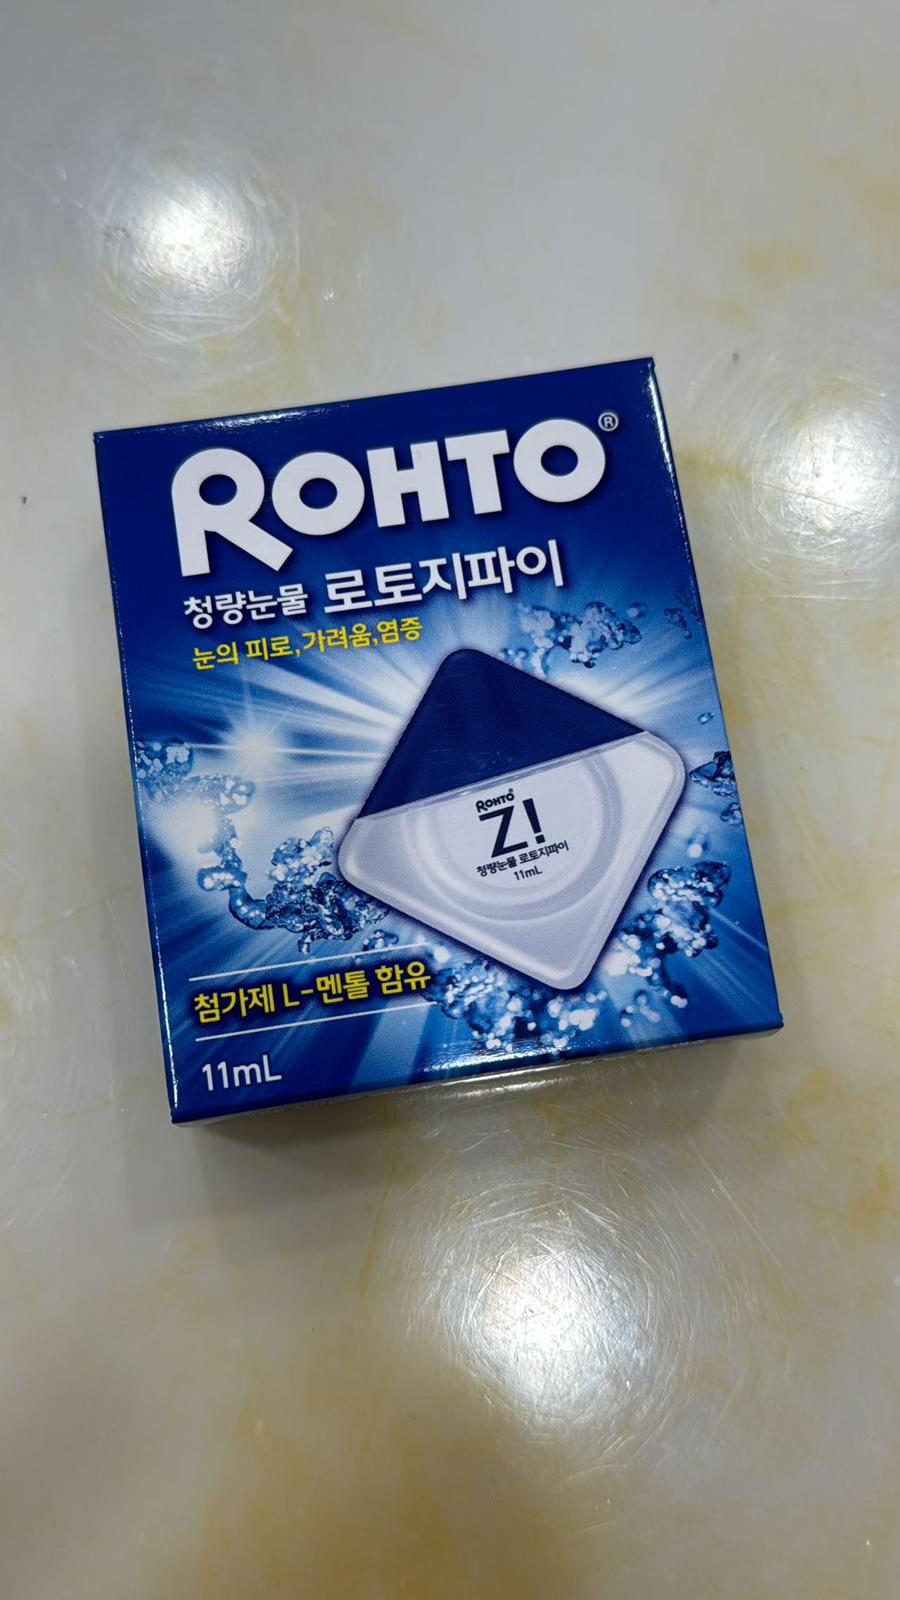 ROHTO®
청량눈물 로토지파이
눈의 피로,가려움,염증
ROHTO®
Z!
청량눈물 로토지파이
11mL
첨가제 L-멘톨 함유
11mL